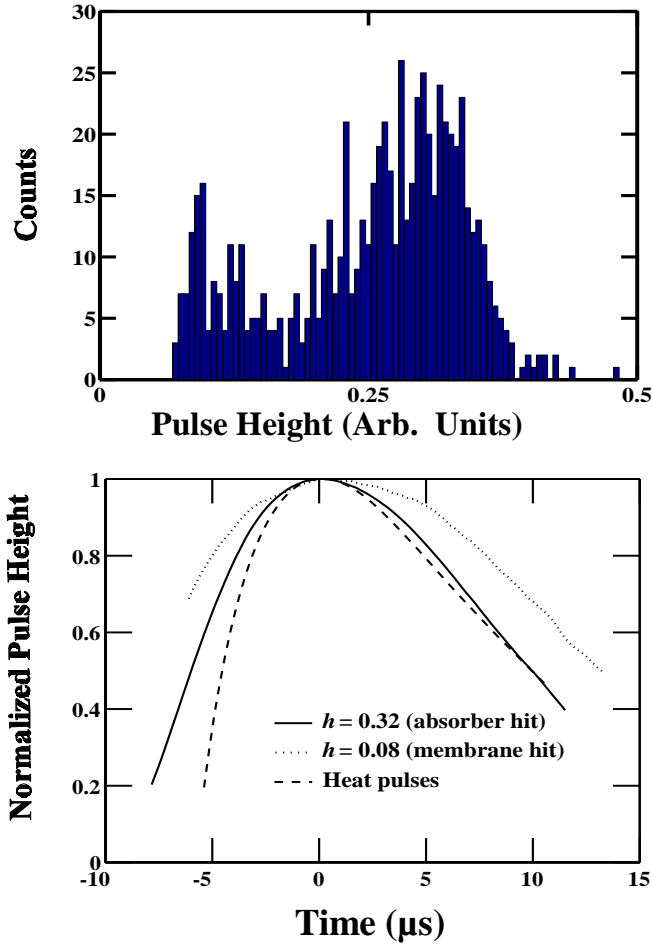 30
25
20
15
10
5
0
Counts
0 0.25 0.5
Pulse Height (Arb. Units)
1
0.8
0.6
0.4
0.2
0
Normalized Pulse Height
h = 0.32 (absorber hit)
h = 0.08 (membrane hit)
Heat pulses
-10 -5 0 5 10 15
Time (μs)